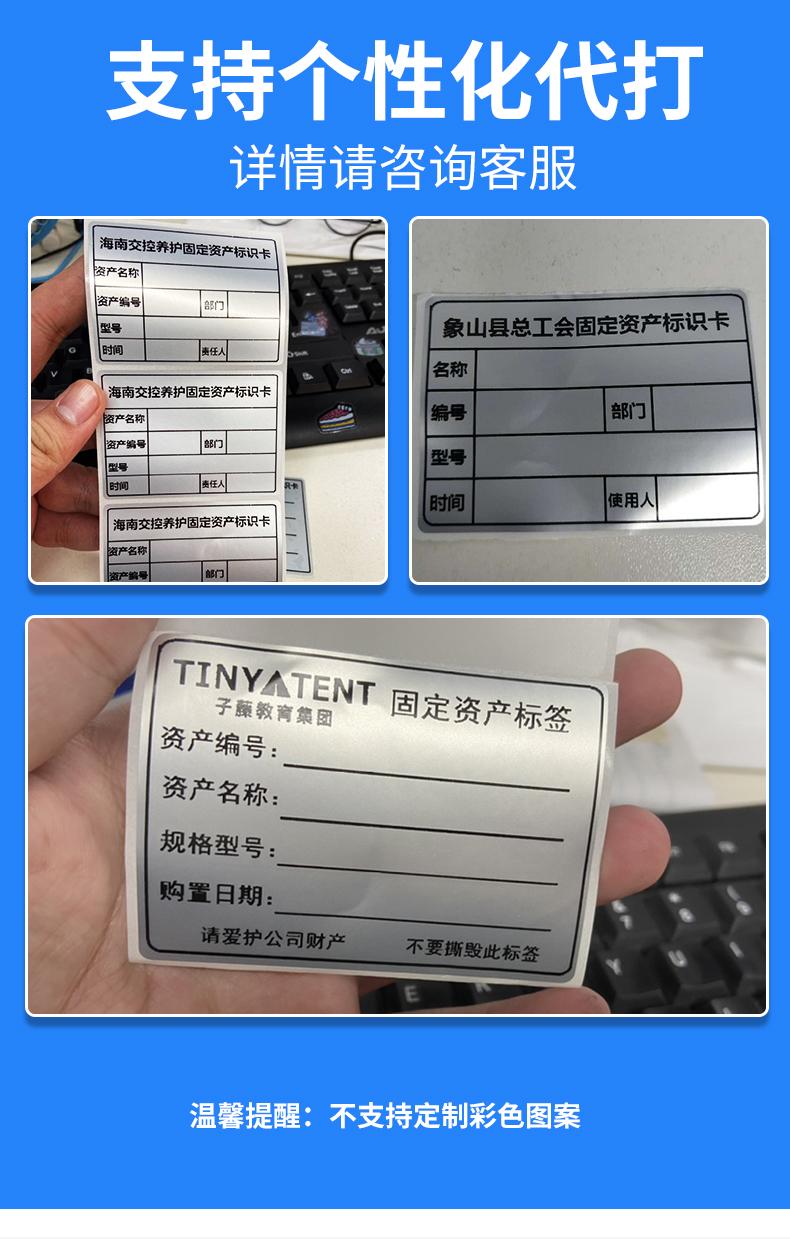 支持个性化代打
详情请咨询客服
海南交控养护固定资产标识卡
资产名称
资产编号 部门
型号
时间 责任人
海南交控养护固定资产标识卡
资产名称
资产编号 部门
型号
时间 责任人
海南交控养护固定资产标识卡
资产名称
资产编号 部门
识卡
Shift
Ctrl
G
V
B
象山县总工会固定资产标识卡
名称
编号 部门
型号
时间 使用人
TINYATENT 固定资产标签
子藤教育集团
资产编号：
资产名称：
规格型号：
购置日期：
请爱护公司财产 不要撕毁此标签
Y
U
E
R
温馨提醒：不支持定制彩色图案